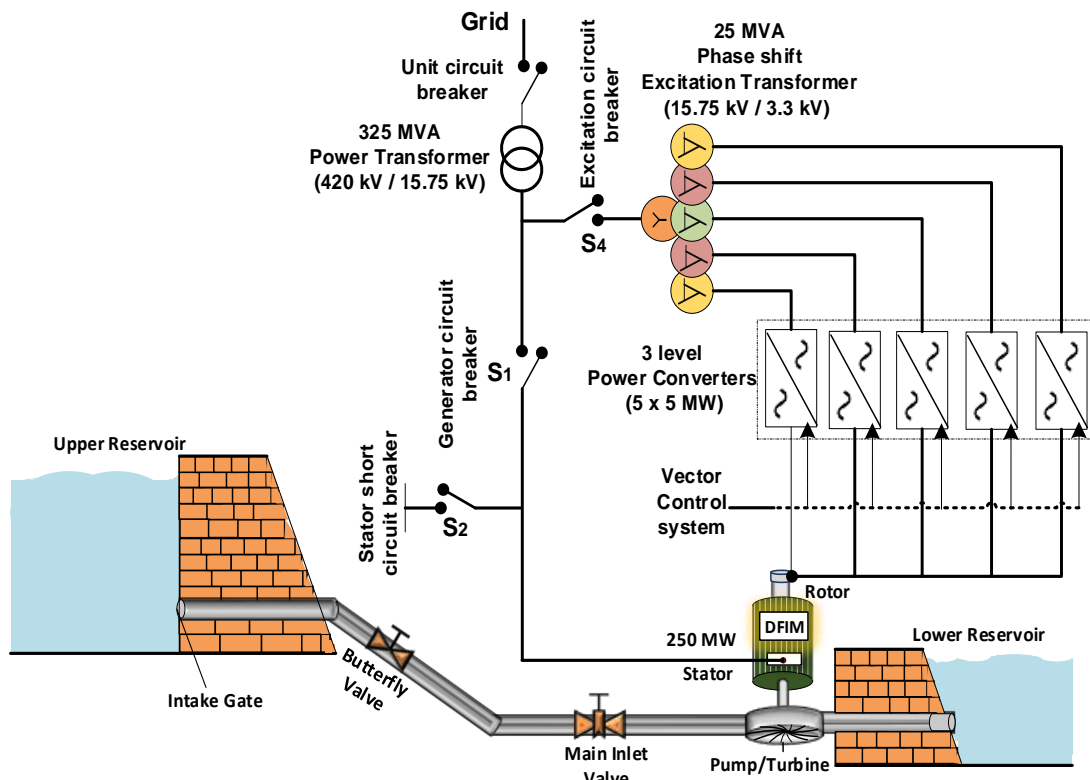 Grid
Unit circuit
breaker
325 MVA
Power Transformer
(420 kV / 15.75 kV)
Excitation circuit
breaker
S4
25 MVA
Phase shift
Excitation Transformer
(15.75 kV / 3.3 kV)
Y
Generator circuit
breaker
S1
3 level
Power Converters
(5 x 5 MW)
Stator short
circuit breaker
S2
Vector
Control
system
Upper Reservoir
Rotor
DFIM
250 MW
Stator
Lower Reservoir
Intake Gate
Butterfly
Valve
Main Inlet
Valve
Pump/Turbine